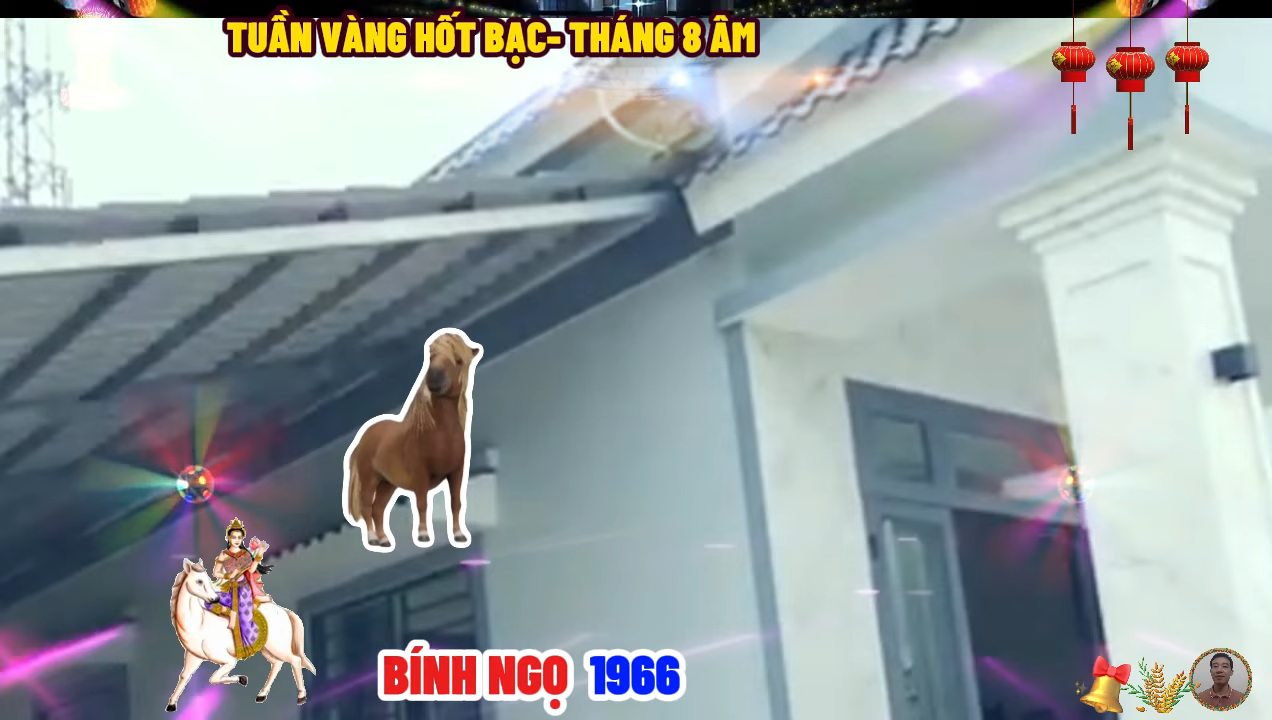 TUẦN VÀNG HỐT BẠC- THÁNG 8 ÂM
BÍNH NGỌ 1966